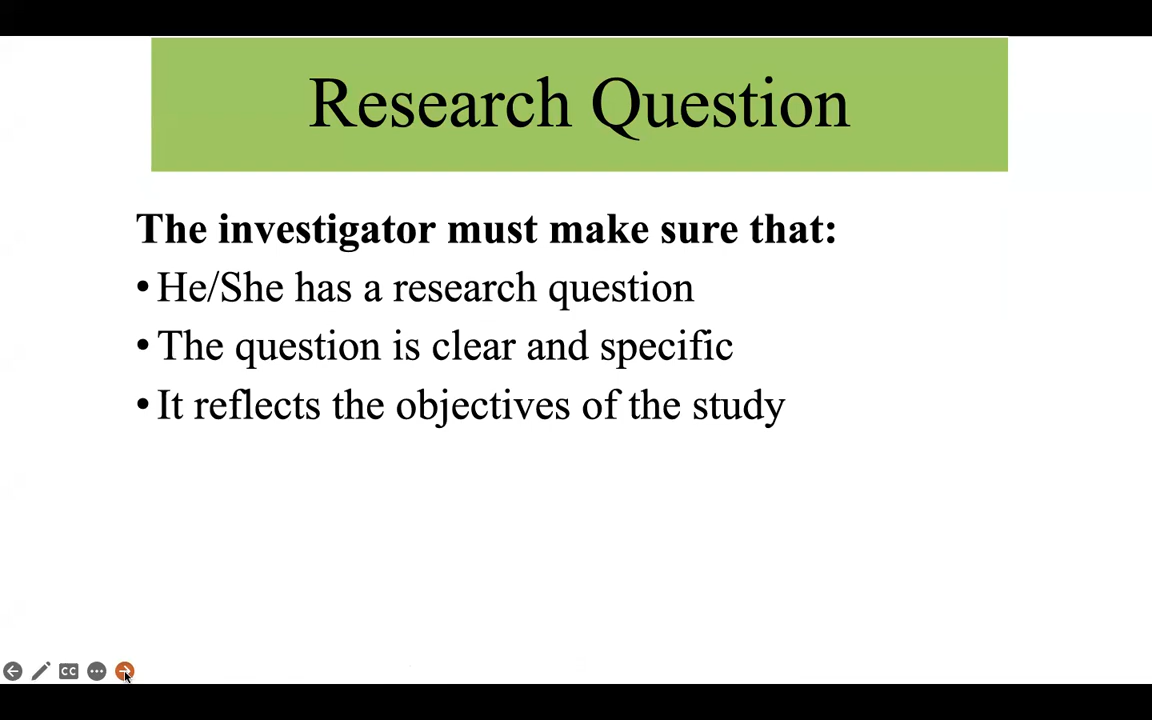 Research Question
The investigator must make sure that:
•He/She has a research question
•The question is clear and specific
•It reflects the objectives of the study
CC